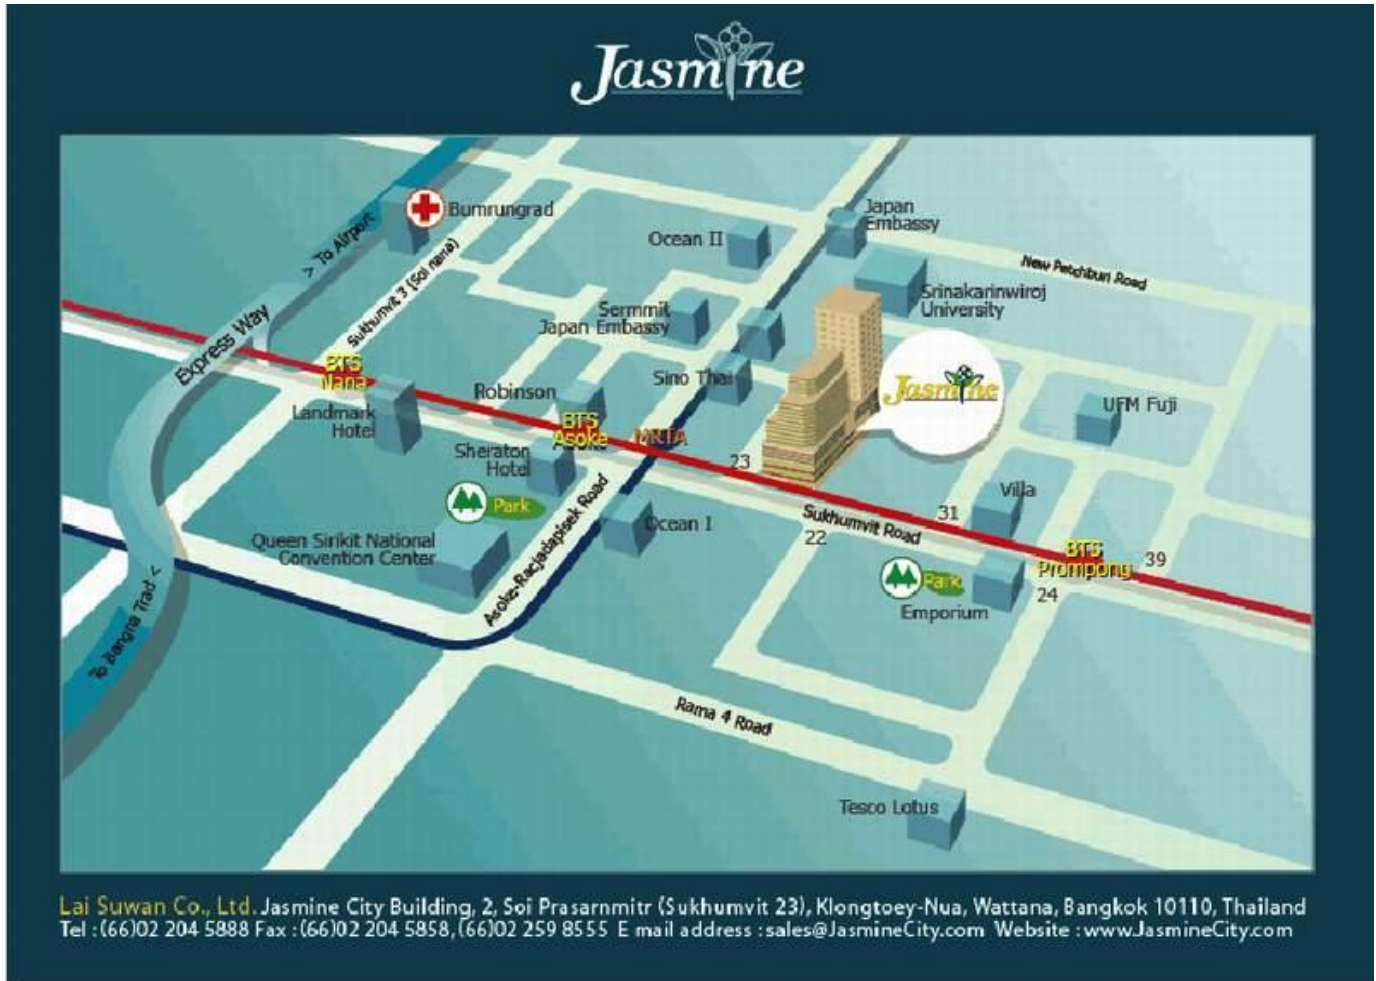 Jasmine
Bumrungrad
Japan
Embassy
Ocean II
> To Airport
Sukhumvit 3 (Soi nana)
New Petchburi Road
Srinakarinwiroj
University
Sermmit
Japan Embassy
Express Way
BTS
Nana
Sino Thai
Jasmine
Robinson
UFM Fuji
Landmark
Hotel
BTS
Asoke
MRTA
Sheraton
Hotel
23
Park
Villa
Asoke-Racjadapisek Road
Ocean I
Sukhumvit Road
31
22
Queen Sirikit National
Convention Center
BTS
Prompong
39
Park
24
Emporium
To Bangna Trad <
Rama 4 Road
Tesco Lotus
Lai Suwan Co., Ltd. Jasmine City Building, 2, Soi Prasarnmitr (Sukhumvit 23), Klongtoey-Nua, Wattana, Bangkok 10110, Thailand
Tel :(66)02 204 5888 Fax :(66)02 204 5858, (66)02 259 8555 E mail address :sales@JasmineCity.com Website :www.JasmineCity.com